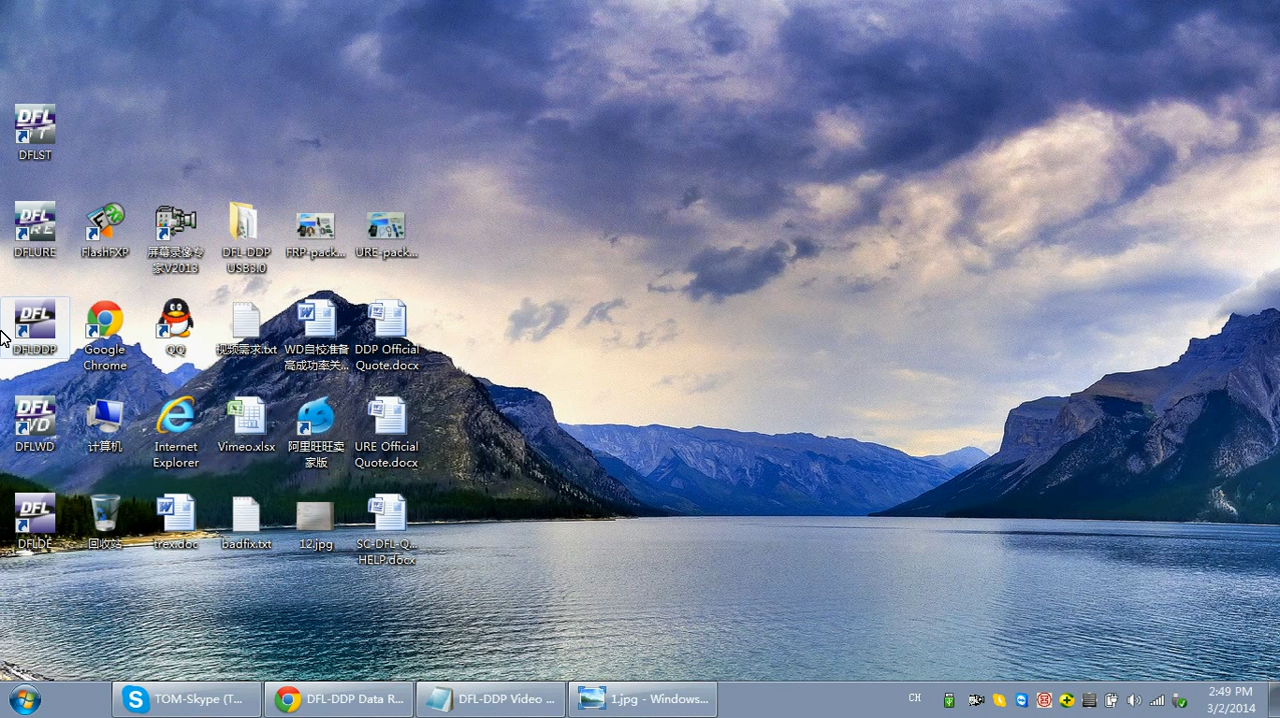 DFL
ST
DFLST
DFL
RE
DFLURE
FlashFXP
屏幕录像专
家V2013
DFL-DDP
USB3.0
FRP-pack...
URE-pack...
DFL
DFLDDP
Google
Chrome
QQ
视频需求.txt
WD自校准备
高成功率关...
DDP Official
Quote.docx
DFL
WD
DFLWD
计算机
Internet
Explorer
Vimeo.xlsx
阿里旺旺卖
家版
URE Official
Quote.docx
DFL
DFLDE
回收站
trex.doc
badfix.txt
12.jpg
SC-DFL-Q...
HELP.docx
TOM-Skype (T...
DFL-DDP Data R...
DFL-DDP Video ...
1.jpg - Windows...
CH
2:49 PM
3/2/2014